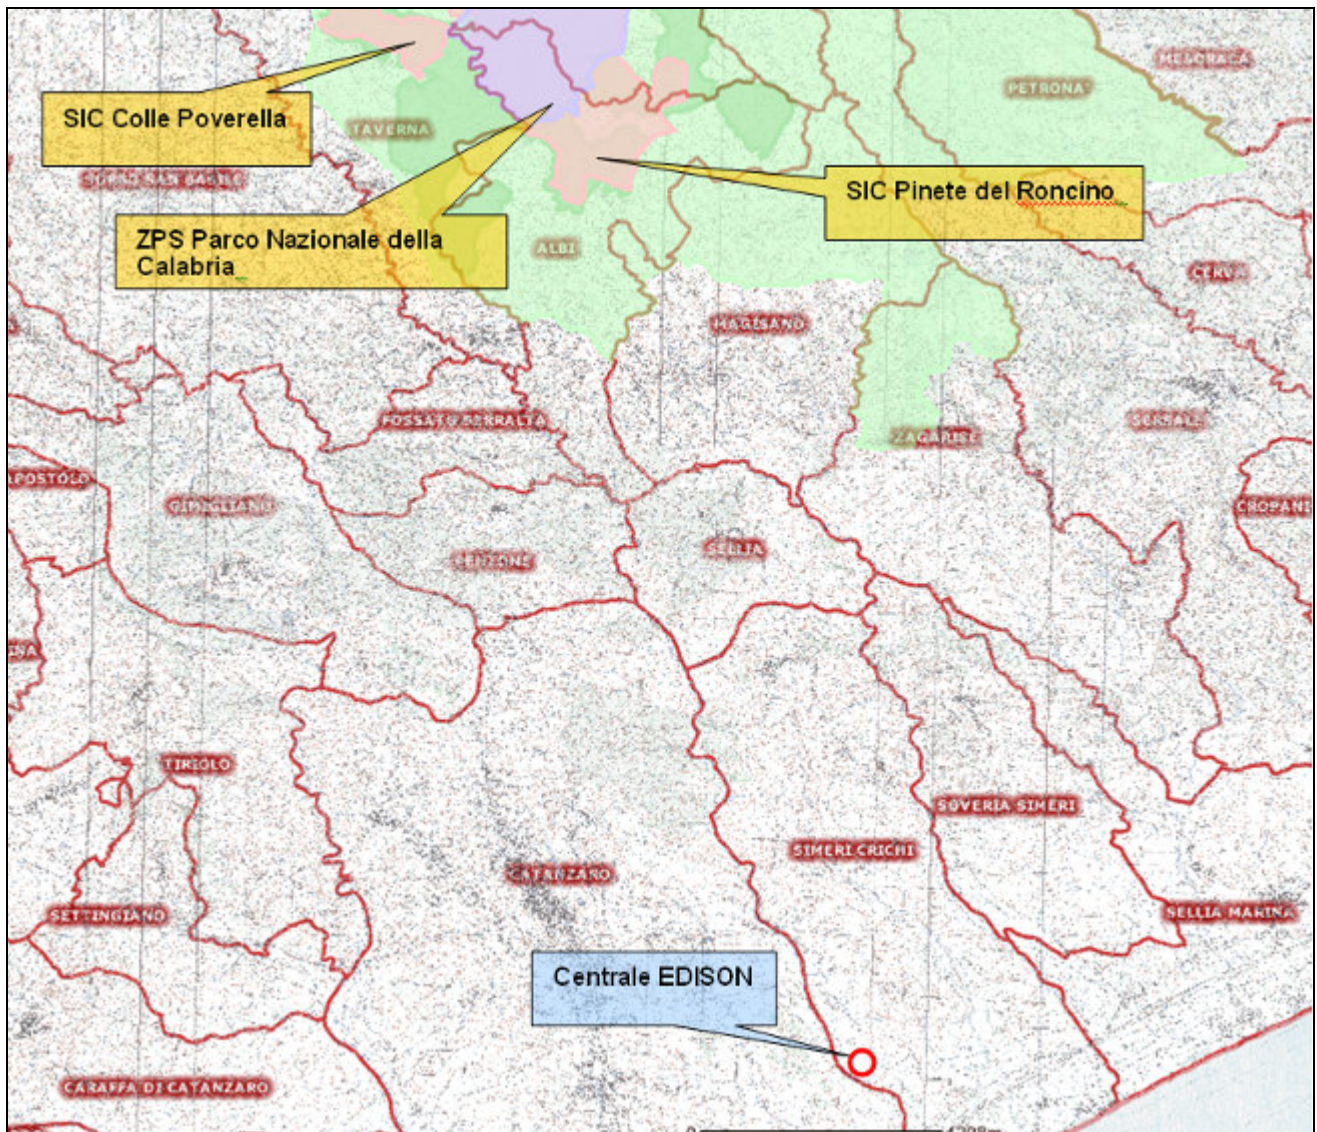 MESORACA
PETRONA'
SIC Colle Poverella
TAVERNA
SORBO SAN BASILE
SIC Pinete del Roncino
ZPS Parco Nazionale della
Calabria
ALBI
CERVA
MAGISANO
FOSSATO SERRALTA
SERSALE
ZAGARISE
APOSTOLO
GIMIGLIANO
CROPANI
SELLIA
PENTONE
TIRIOLO
SOVERIA SIMERI
SIMERI CRICHI
CATANZARO
SETTINGIANO
SELLIA MARINA
Centrale EDISON
CARAFFA DI CATANZARO